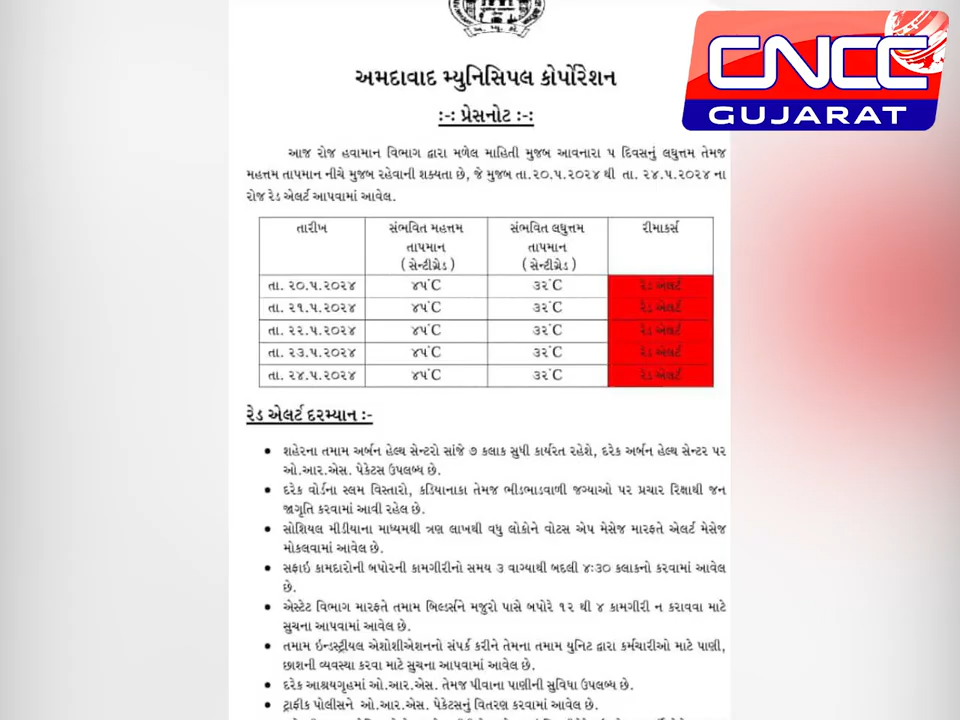 CNCC
GUJARAT
અમદાવાદ મ્યુનિસિપલ કોર્પોરેશન
:-: પ્રેસનોટ :-:
આજ રોજ હવામાન વિભાગ દ્વારા મળેલ માહિતી મુજબ આવનારા ૫ દિવસનું લઘુત્તમ તેમજ
મહત્તમ તાપમાન નીચે મુજબ રહેવાની શક્યતા છે, જે મુજબ તા.૨૦.૫.૨૦૨૪ થી તા. ૨૪.૫.૨૦૨૪ ના
રોજ રેડ એલર્ટ આપવામાં આવેલ.
તારીખ સંભવિત મહત્તમ તાપમાન (સેન્ટીગ્રેડ) સંભવિત લઘુત્તમ તાપમાન (સેન્ટીગ્રેડ) રીમાર્ક્સ
તા. ૨૦.૫.૨૦૨૪ ૪૫°C ૩૨°C રેડ એલર્ટ
તા. ૨૧.૫.૨૦૨૪ ૪૫°C ૩૨°C રેડ એલર્ટ
તા. ૨૨.૫.૨૦૨૪ ૪૫°C ૩૨°C રેડ એલર્ટ
તા. ૨૩.૫.૨૦૨૪ ૪૫°C ૩૨°C રેડ એલર્ટ
તા. ૨૪.૫.૨૦૨૪ ૪૫°C ૩૨°C રેડ એલર્ટ
રેડ એલર્ટ દરમ્યાન :-
• શહેરના તમામ અર્બન હેલ્થ સેન્ટરો સાંજે ૭ કલાક સુધી કાર્યરત રહેશે, દરેક અર્બન હેલ્થ સેન્ટર પર
ઓ.આર.એસ. પેકેટસ ઉપલબ્ધ છે.
• દરેક વોર્ડના સ્લમ વિસ્તારો, કડિયાનાકા તેમજ ભીડભાડવાળી જગ્યાઓ પર પ્રચાર રિક્ષાથી જન
જાગૃતિ કરવામાં આવી રહેલ છે.
• સોશિયલ મીડીયાના માધ્યમથી ત્રણ લાખથી વધુ લોકોને વોટસ એપ મેસેજ મારફતે એલર્ટ મેસેજ
મોકલવામાં આવેલ છે.
• સફાઇ કામદારોની બપોરની કામગીરીનો સમય ૩ વાગ્યાથી બદલી ૪:૩૦ કલાકનો કરવામાં આવેલ
છે.
• એસ્ટેટ વિભાગ મારફતે તમામ બિલ્ડર્સને મજુરો પાસે બપોરે ૧૨ થી ૪ કામગીરી ન કરાવવા માટે
સુચના આપવામાં આવેલ છે.
• તમામ ઇન્ડસ્ટ્રીયલ એશોશીએશનનો સંપર્ક કરીને તેમના તમામ યુનિટ દ્વારા કર્મચારીઓ માટે પાણી,
છાશની વ્યવસ્થા કરવા માટે સુચના આપવામાં આવેલ છે.
• દરેક આશ્રયગૃહમાં ઓ.આર.એસ. તેમજ પીવાના પાણીની સુવિધા ઉપલબ્ધ છે.
• ટ્રાફીક પોલીસને ઓ.આર.એસ. પેકેટસનું વિતરણ કરવામાં આવેલ છે.